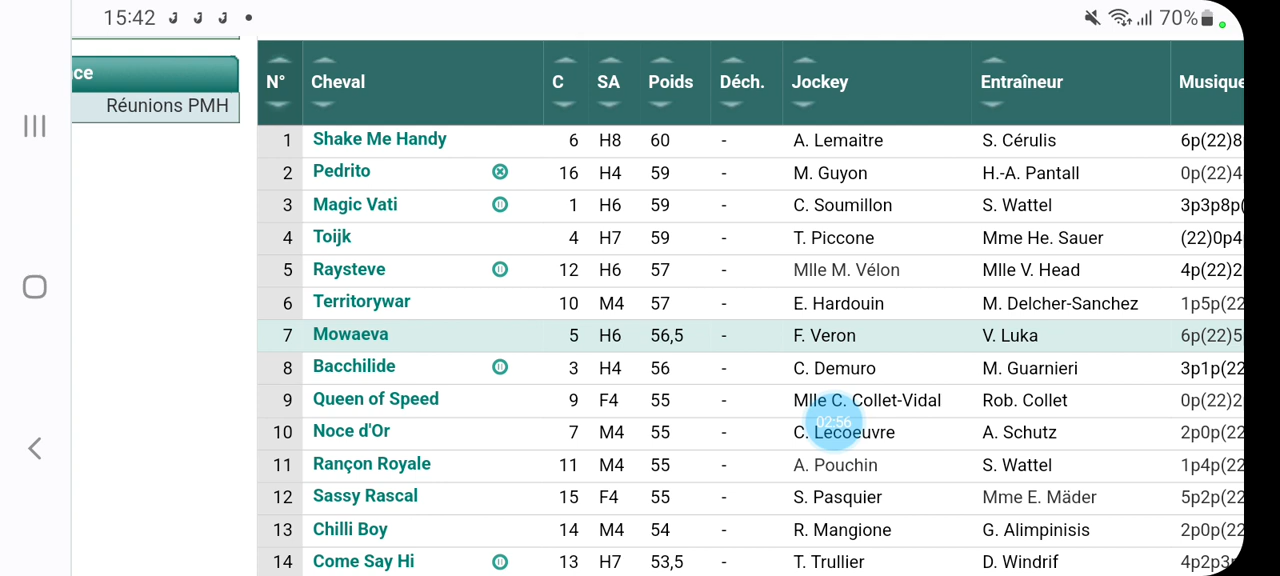 15:42 70%
ce
Réunions PMH
N° Cheval C SA Poids Déch. Jockey Entraîneur Musique
1 Shake Me Handy 6 H8 60 - A. Lemaitre S. Cérulis 6p(22)8
2 Pedrito 16 H4 59 - M. Guyon H.-A. Pantall 0p(22)4
3 Magic Vati 1 H6 59 - C. Soumillon S. Wattel 3p3p8p(
4 Toijk 4 H7 59 - T. Piccone Mme He. Sauer (22)0p4
5 Raysteve 12 H6 57 - Mlle M. Vélon Mlle V. Head 4p(22)2
6 Territorywar 10 M4 57 - E. Hardouin M. Delcher-Sanchez 1p5p(22
7 Mowaeva 5 H6 56,5 - F. Veron V. Luka 6p(22)5
8 Bacchilide 3 H4 56 - C. Demuro M. Guarnieri 3p1p(22
9 Queen of Speed 9 F4 55 - Mlle C. Collet-Vidal Rob. Collet 0p(22)2
02:56
10 Noce d'Or 7 M4 55 - C. Lecoeuvre A. Schutz 2p0p(22
11 Rançon Royale 11 M4 55 - A. Pouchin S. Wattel 1p4p(22
12 Sassy Rascal 15 F4 55 - S. Pasquier Mme E. Mäder 5p2p(22
13 Chilli Boy 14 M4 54 - R. Mangione G. Alimpinisis 2p0p(22
14 Come Say Hi 13 H7 53,5 - T. Trullier D. Windrif 4p2p3